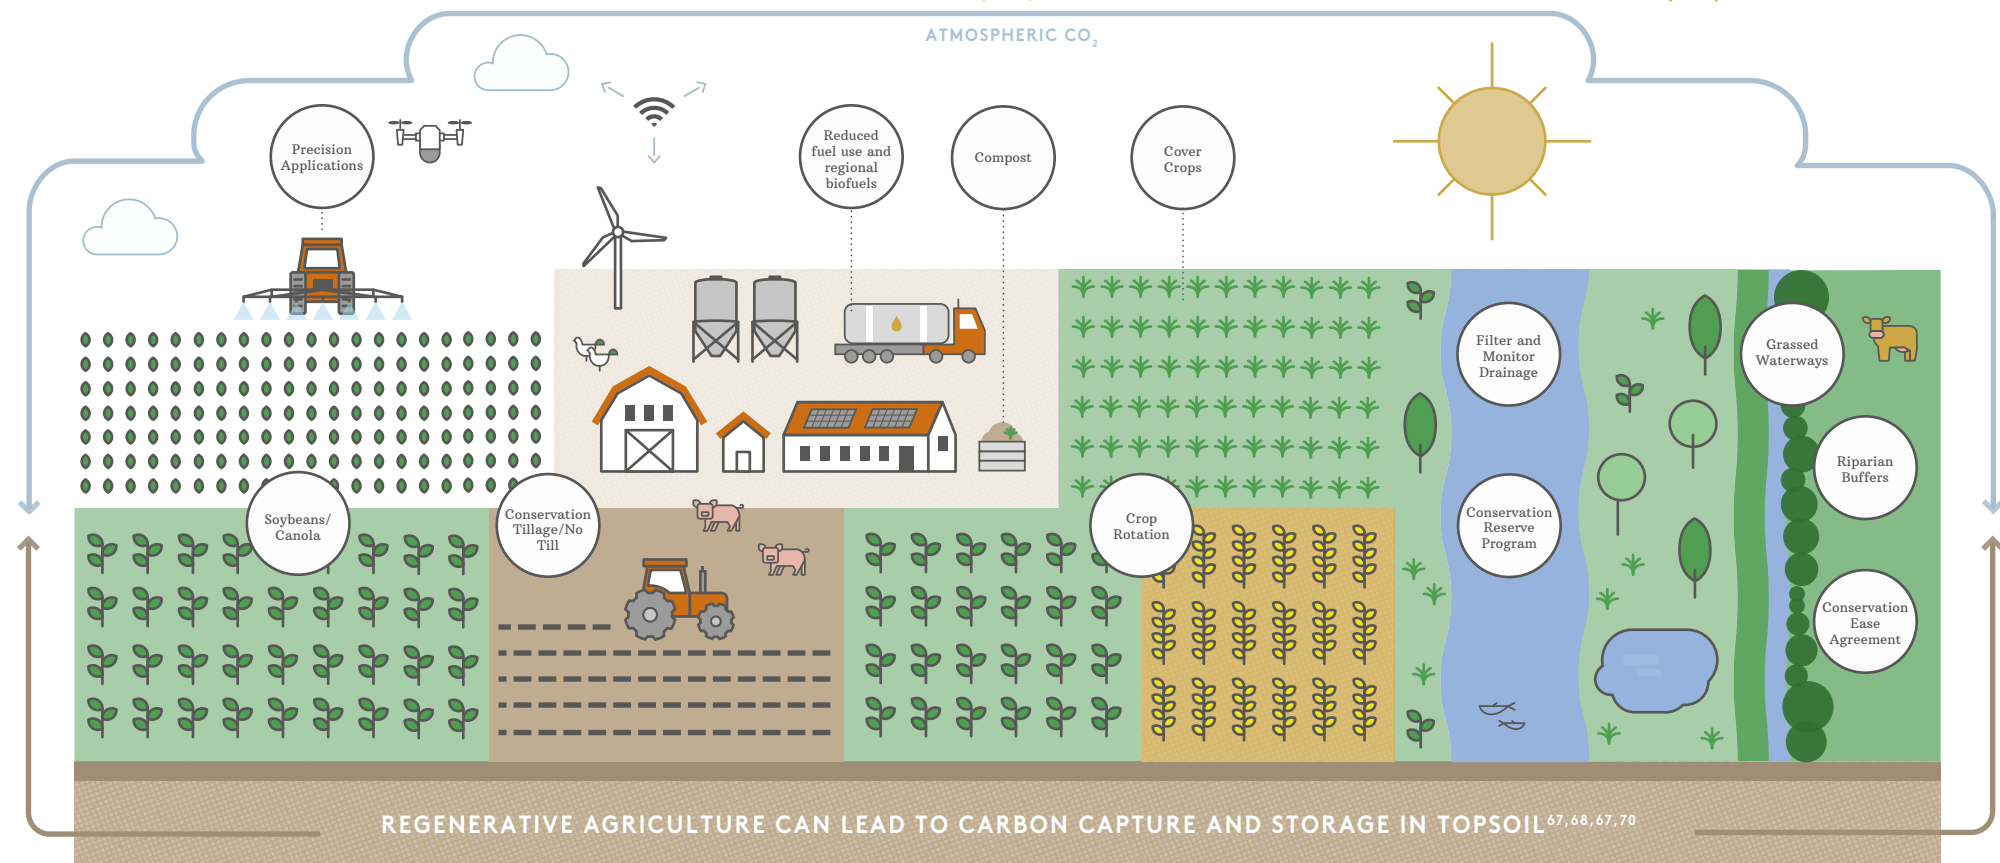 ATMOSPHERIC CO2
Precision
Applications
Reduced
fuel use and
regional
biofuels
Compost
Cover
Crops
Filter and
Monitor
Drainage
Grassed
Waterways
Riparian
Buffers
Soybeans/
Canola
Conservation
Tillage/No
Till
Crop
Rotation
Conservation
Reserve
Program
Conservation
Ease
Agreement
REGENERATIVE AGRICULTURE CAN LEAD TO CARBON CAPTURE AND STORAGE IN TOPSOIL67,68,67,70